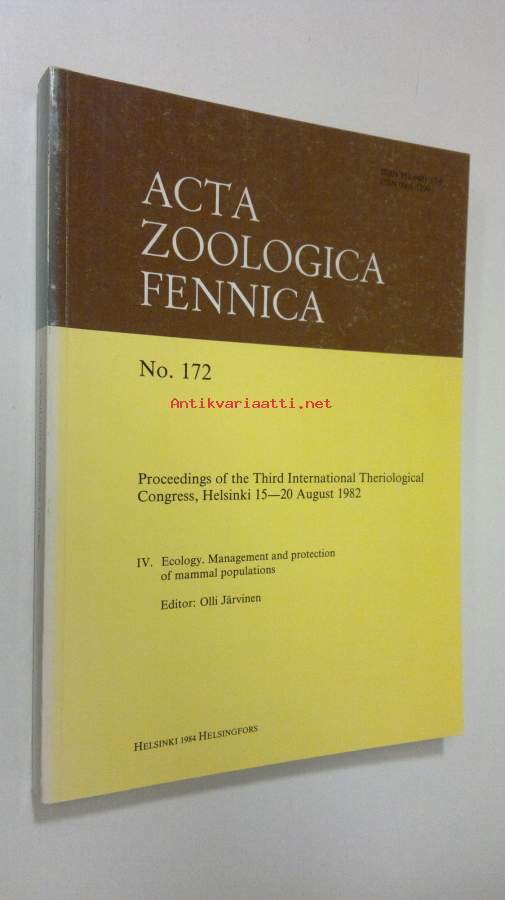 ACTA
ZOOLOGICA
FENNICA
No. 172
Antikvariaatti.net
Proceedings of the Third International Theriological
Congress, Helsinki 15—20 August 1982
IV. Ecology. Management and protection
of mammal populations
Editor: Olli Järvinen
HELSINKI 1984 HELSINGFORS